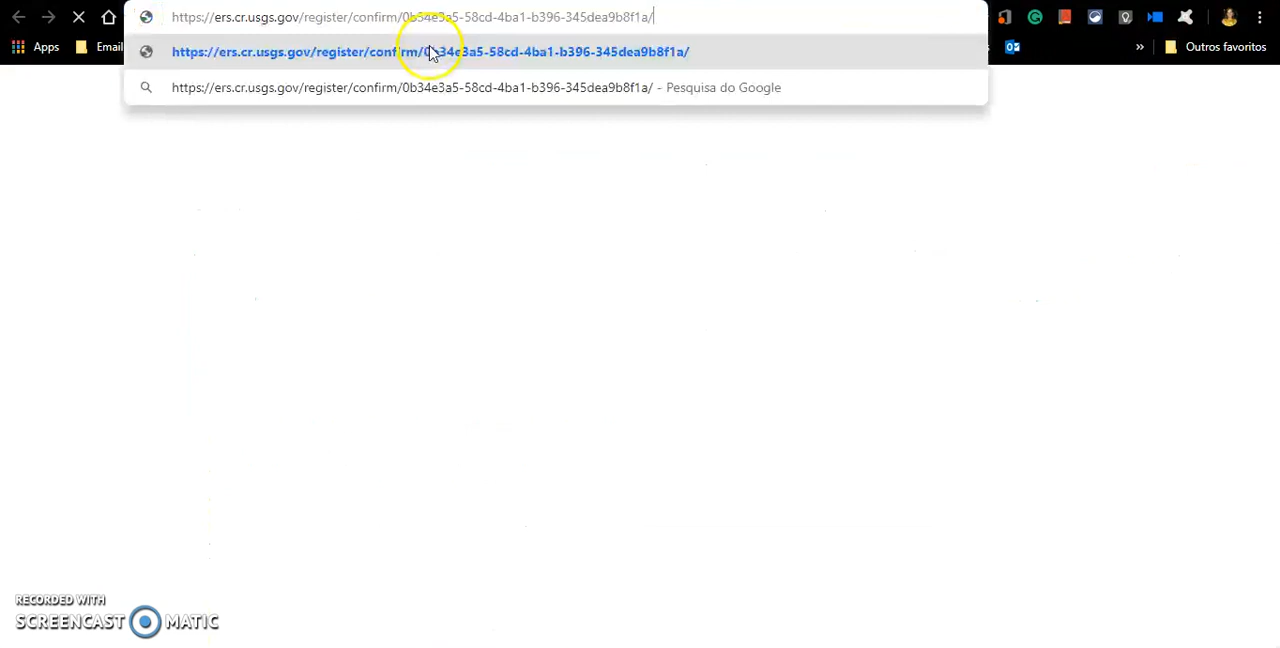 https://ers.cr.usgs.gov/register/confirm/0b34e3a5-58cd-4ba1-b396-345dea9b8f1a/
Apps
Email
https://ers.cr.usgs.gov/register/confirm/0b34e3a5-58cd-4ba1-b396-345dea9b8f1a/
»
Outros favoritos
https://ers.cr.usgs.gov/register/confirm/0b34e3a5-58cd-4ba1-b396-345dea9b8f1a/ - Pesquisa do Google
RECORDED WITH
SCREENCAST MATIC